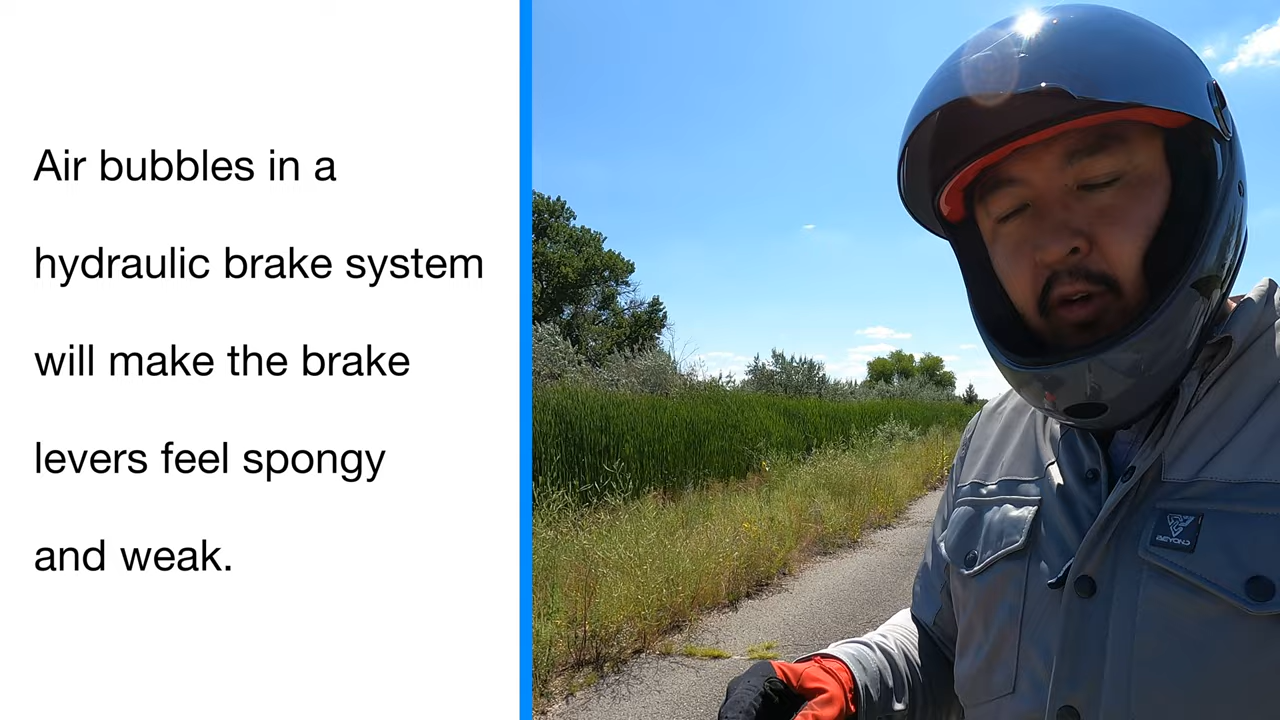 Air bubbles in a
hydraulic brake system
will make the brake
levers feel spongy
and weak.
BEYOND